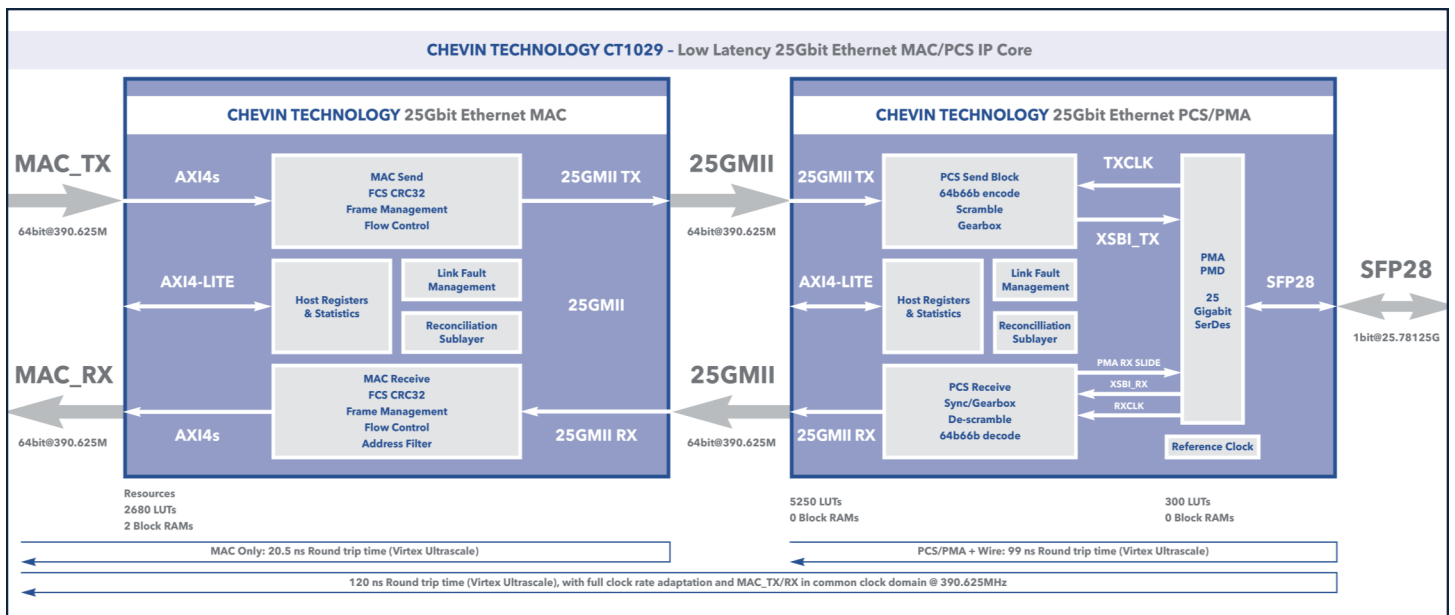 CHEVIN TECHNOLOGY CT1029 – Low Latency 25Gbit Ethernet MAC/PCS IP Core
CHEVIN TECHNOLOGY 25Gbit Ethernet MAC
CHEVIN TECHNOLOGY 25Gbit Ethernet PCS/PMA
MAC_TX
64bit@390.625M
AXI4s
MAC Send
FCS CRC32
Frame Management
Flow Control
25GMII TX
25GMII
64bit@390.625M
25GMII TX
PCS Send Block
64b66b encode
Scramble
Gearbox
TXCLK
XSBI_TX
AXI4-LITE
Host Registers
& Statistics
Link Fault
Management
Reconciliation
Sublayer
25GMII
AXI4-LITE
Host Registers
& Statistics
Link Fault
Management
Reconcilliation
Sublayer
PMA
PMD
25
Gigabit
SerDes
SFP28
SFP28
1bit@25.78125G
MAC_RX
64bit@390.625M
AXI4s
MAC Receive
FCS CRC32
Frame Management
Flow Control
Address Filter
25GMII RX
25GMII
64bit@390.625M
25GMII RX
PCS Receive
Sync/Gearbox
De-scramble
64b66b decode
PMA RX SLIDE
XSBI_RX
RXCLK
Reference Clock
Resources
2680 LUTs
2 Block RAMs
5250 LUTs
0 Block RAMs
300 LUTs
0 Block RAMs
MAC Only: 20.5 ns Round trip time (Virtex Ultrascale)
PCS/PMA + Wire: 99 ns Round trip time (Virtex Ultrascale)
120 ns Round trip time (Virtex Ultrascale), with full clock rate adaptation and MAC_TX/RX in common clock domain @ 390.625MHz